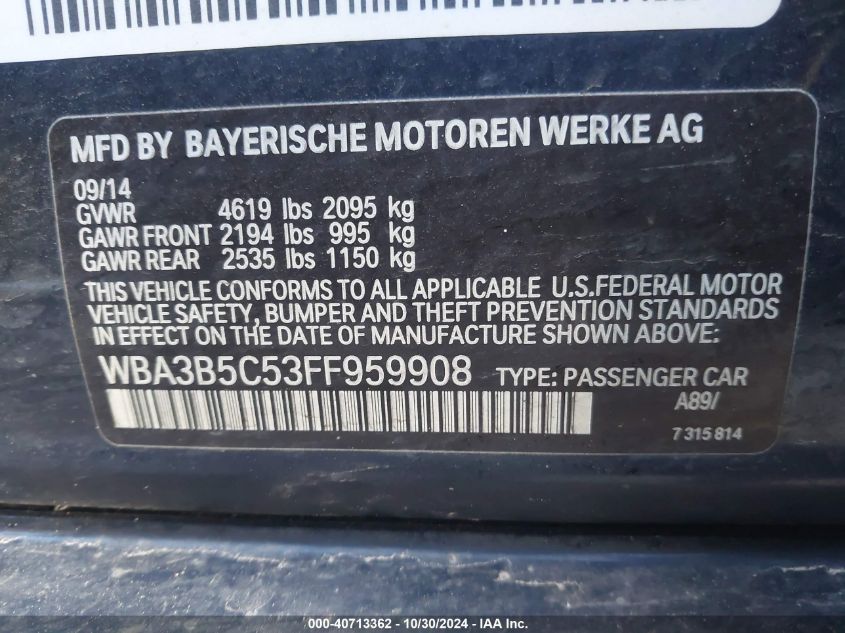 MFD BY BAYERISCHE MOTOREN WERKE AG
09/14
GVWR 4619 lbs 2095 kg
GAWR FRONT 2194 lbs 995 kg
GAWR REAR 2535 lbs 1150 kg
THIS VEHICLE CONFORMS TO ALL APPLICABLE U.S.FEDERAL MOTOR
VEHICLE SAFETY, BUMPER AND THEFT PREVENTION STANDARDS
IN EFFECT ON THE DATE OF MANUFACTURE SHOWN ABOVE:
WBA3B5C53FF959908 TYPE: PASSENGER CAR
A89/
7 315 814
000-40713362 - 10/30/2024 - IAA Inc.